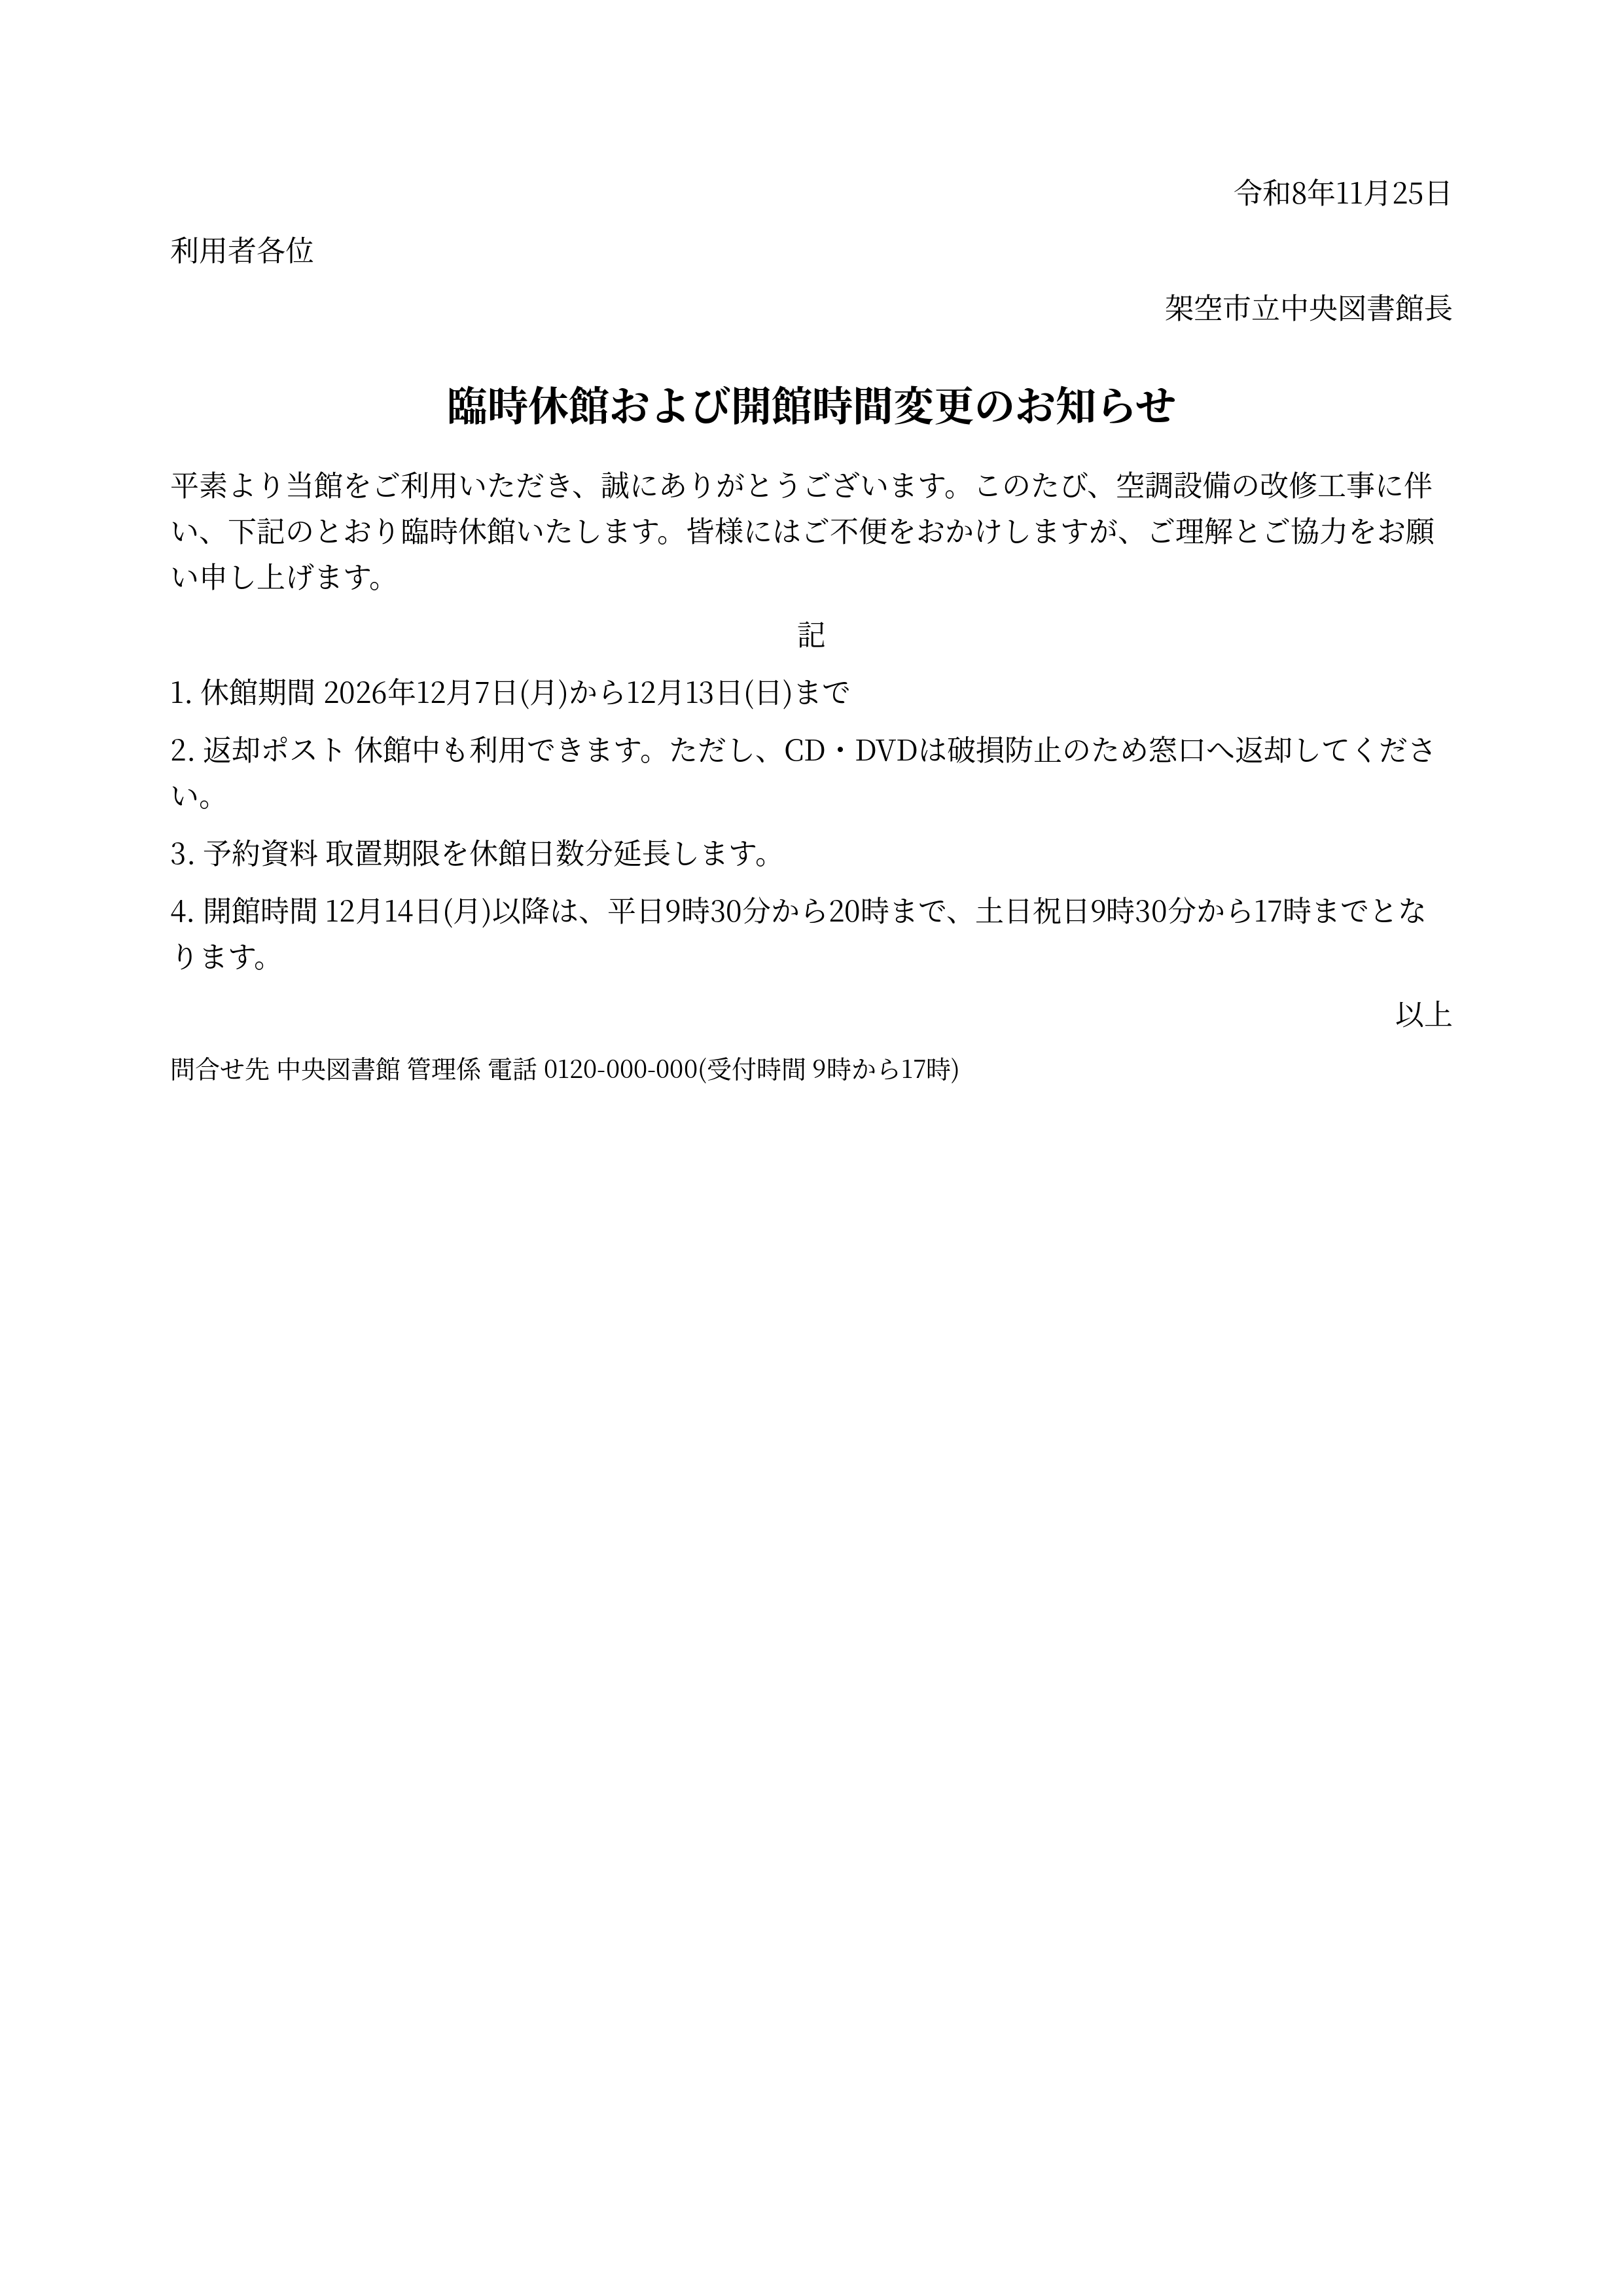 令和8年11月25日
利用者各位
架空市立中央図書館長
臨時休館および開館時間変更のお知らせ
平素より当館をご利用いただき、誠にありがとうございます。このたび、空調設備の改修工事に伴
い、下記のとおり臨時休館いたします。皆様にはご不便をおかけしますが、ご理解とご協力をお願
い申し上げます。
記
1. 休館期間 2026年12月7日(月)から12月13日(日)まで
2. 返却ポスト 休館中も利用できます。ただし、CD・DVDは破損防止のため窓口へ返却してくださ
い。
3. 予約資料 取置期限を休館日数分延長します。
4. 開館時間 12月14日(月)以降は、平日9時30分から20時まで、土日祝日9時30分から17時までとな
ります。
以上
問合せ先 中央図書館 管理係 電話 0120-000-000(受付時間 9時から17時)